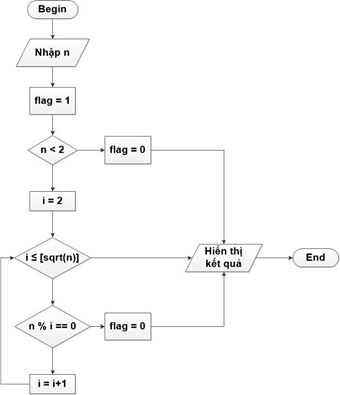 Begin
Nhập n
flag = 1
n < 2
flag = 0
i = 2
i ≤ [sqrt(n)]
Hiển thị
kết quả
End
n % i == 0
flag = 0
i = i+1